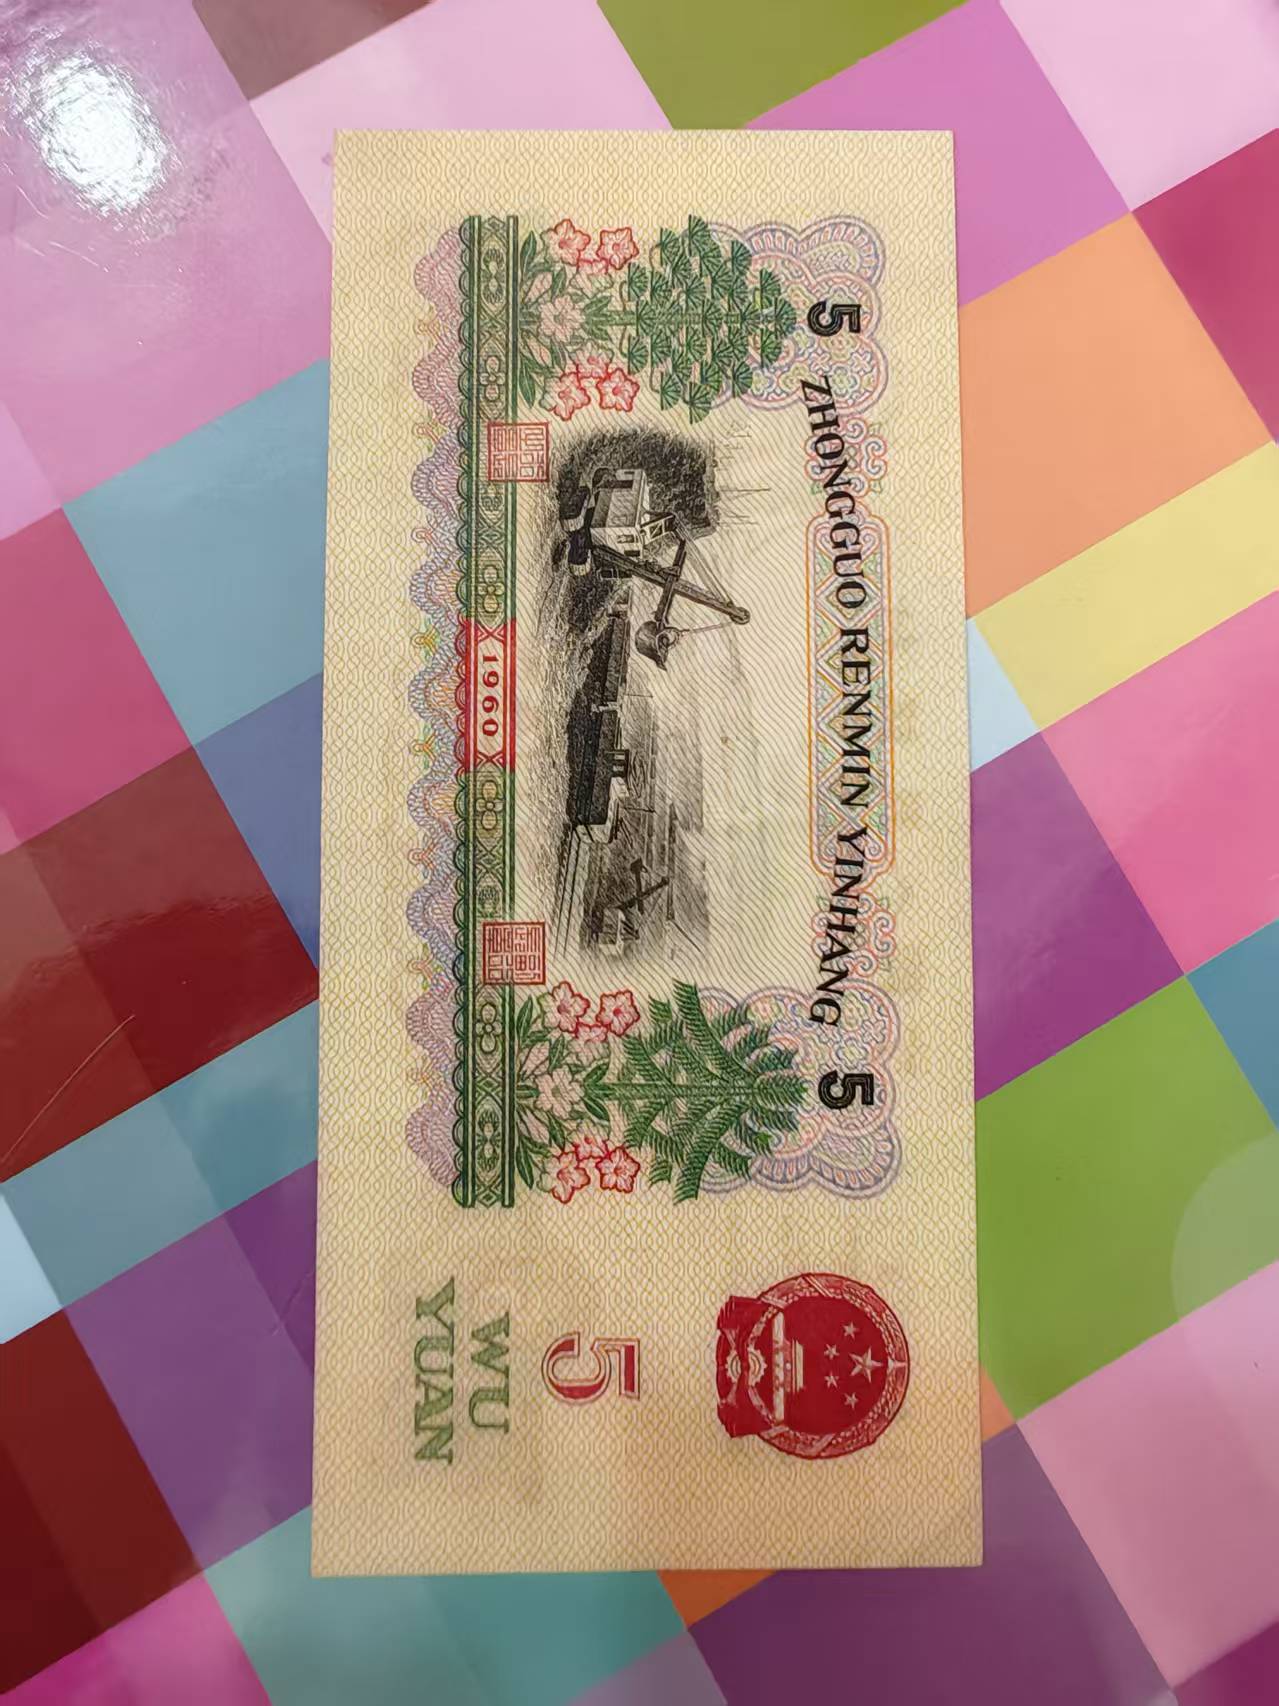 5 ZHONGGUO RENMIN YINHANG 5
1960
5
WU
YUAN